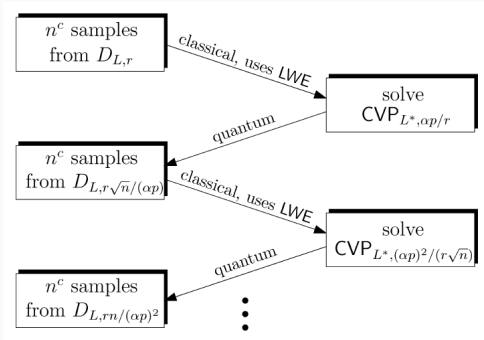 n^c samples
from D_{L,r}
classical, uses LWE
solve
CVP_{L*,αp/r}
quantum
n^c samples
from D_{L,r√n/(αp)}
classical, uses LWE
solve
CVP_{L*,(αp)^2/(r√n)}
quantum
n^c samples
from D_{L,rn/(αp)^2}